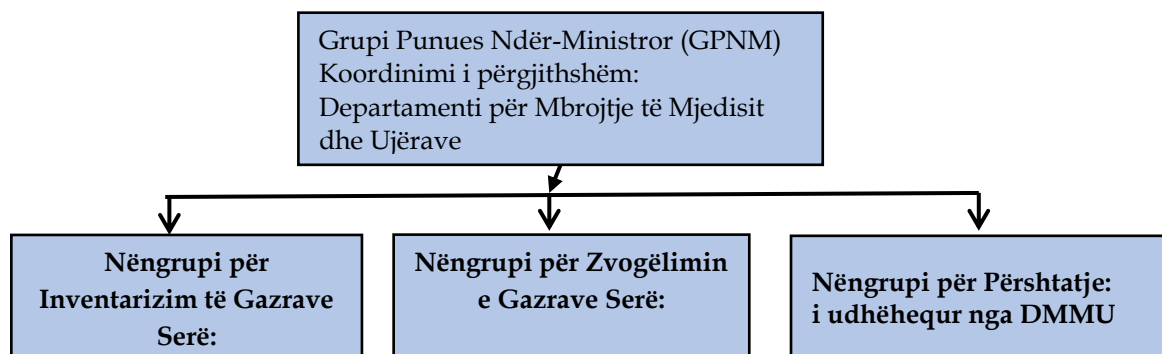 Grupi Punues Ndër-Ministror (GPNM)
Koordinimi i përgjithshëm:
Departamenti për Mbrojtje të Mjedisit
dhe Ujërave
Nëngrupi për
Inventarizim të Gazrave
Serë:
Nëngrupi për Zvogëlimin
e Gazrave Serë:
Nëngrupi për Përshtatje:
i udhëhequr nga DMMU